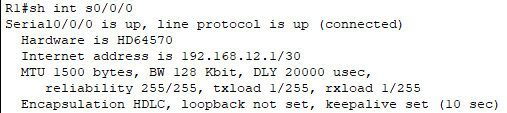 R1#sh int s0/0/0
Serial0/0/0 is up, line protocol is up (connected)
Hardware is HD64570
Internet address is 192.168.12.1/30
MTU 1500 bytes, BW 128 Kbit, DLY 20000 usec,
reliability 255/255, txload 1/255, rxload 1/255
Encapsulation HDLC, loopback not set, keepalive set (10 sec)